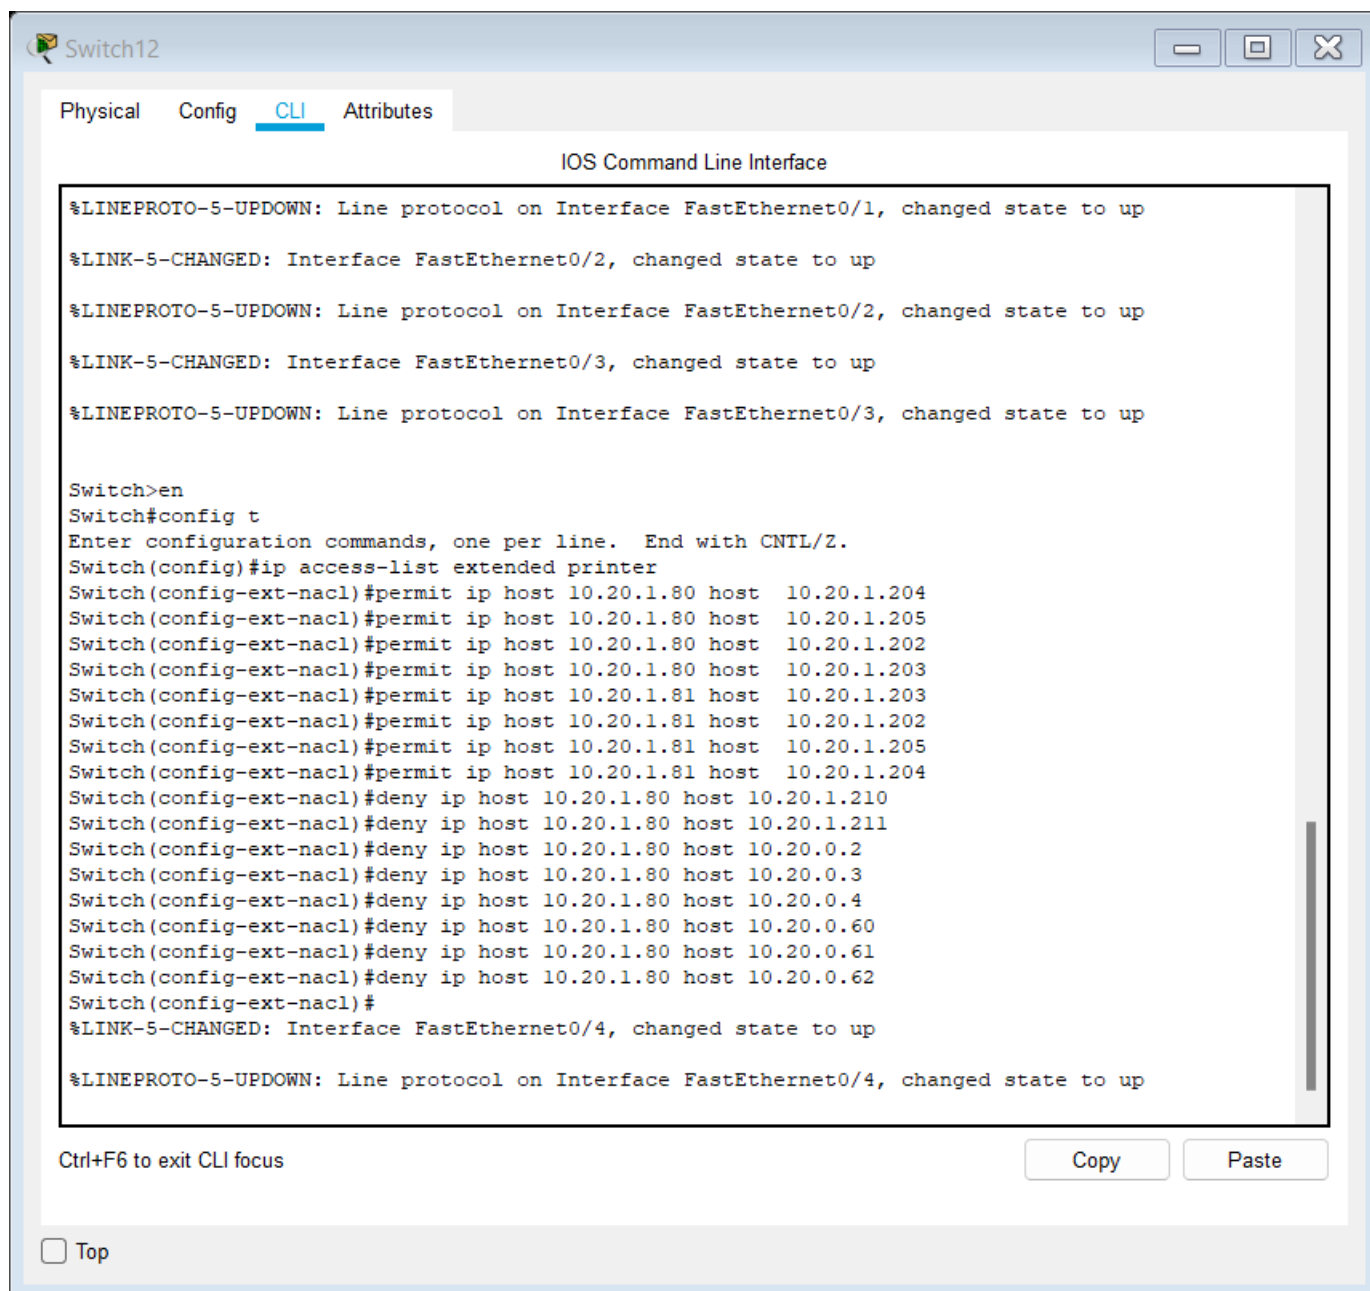 Switch12
Physical Config CLI Attributes
IOS Command Line Interface
%LINEPROTO-5-UPDOWN: Line protocol on Interface FastEthernet0/1, changed state to up
%LINK-5-CHANGED: Interface FastEthernet0/2, changed state to up
%LINEPROTO-5-UPDOWN: Line protocol on Interface FastEthernet0/2, changed state to up
%LINK-5-CHANGED: Interface FastEthernet0/3, changed state to up
%LINEPROTO-5-UPDOWN: Line protocol on Interface FastEthernet0/3, changed state to up
Switch>en
Switch#config t
Enter configuration commands, one per line.  End with CNTL/Z.
Switch(config)#ip access-list extended printer
Switch(config-ext-nacl)#permit ip host 10.20.1.80 host  10.20.1.204
Switch(config-ext-nacl)#permit ip host 10.20.1.80 host  10.20.1.205
Switch(config-ext-nacl)#permit ip host 10.20.1.80 host  10.20.1.202
Switch(config-ext-nacl)#permit ip host 10.20.1.80 host  10.20.1.203
Switch(config-ext-nacl)#permit ip host 10.20.1.81 host  10.20.1.203
Switch(config-ext-nacl)#permit ip host 10.20.1.81 host  10.20.1.202
Switch(config-ext-nacl)#permit ip host 10.20.1.81 host  10.20.1.205
Switch(config-ext-nacl)#permit ip host 10.20.1.81 host  10.20.1.204
Switch(config-ext-nacl)#deny ip host 10.20.1.80 host 10.20.1.210
Switch(config-ext-nacl)#deny ip host 10.20.1.80 host 10.20.1.211
Switch(config-ext-nacl)#deny ip host 10.20.1.80 host 10.20.0.2
Switch(config-ext-nacl)#deny ip host 10.20.1.80 host 10.20.0.3
Switch(config-ext-nacl)#deny ip host 10.20.1.80 host 10.20.0.4
Switch(config-ext-nacl)#deny ip host 10.20.1.80 host 10.20.0.60
Switch(config-ext-nacl)#deny ip host 10.20.1.80 host 10.20.0.61
Switch(config-ext-nacl)#deny ip host 10.20.1.80 host 10.20.0.62
Switch(config-ext-nacl)#
%LINK-5-CHANGED: Interface FastEthernet0/4, changed state to up
%LINEPROTO-5-UPDOWN: Line protocol on Interface FastEthernet0/4, changed state to up
Ctrl+F6 to exit CLI focus
Copy Paste
Top